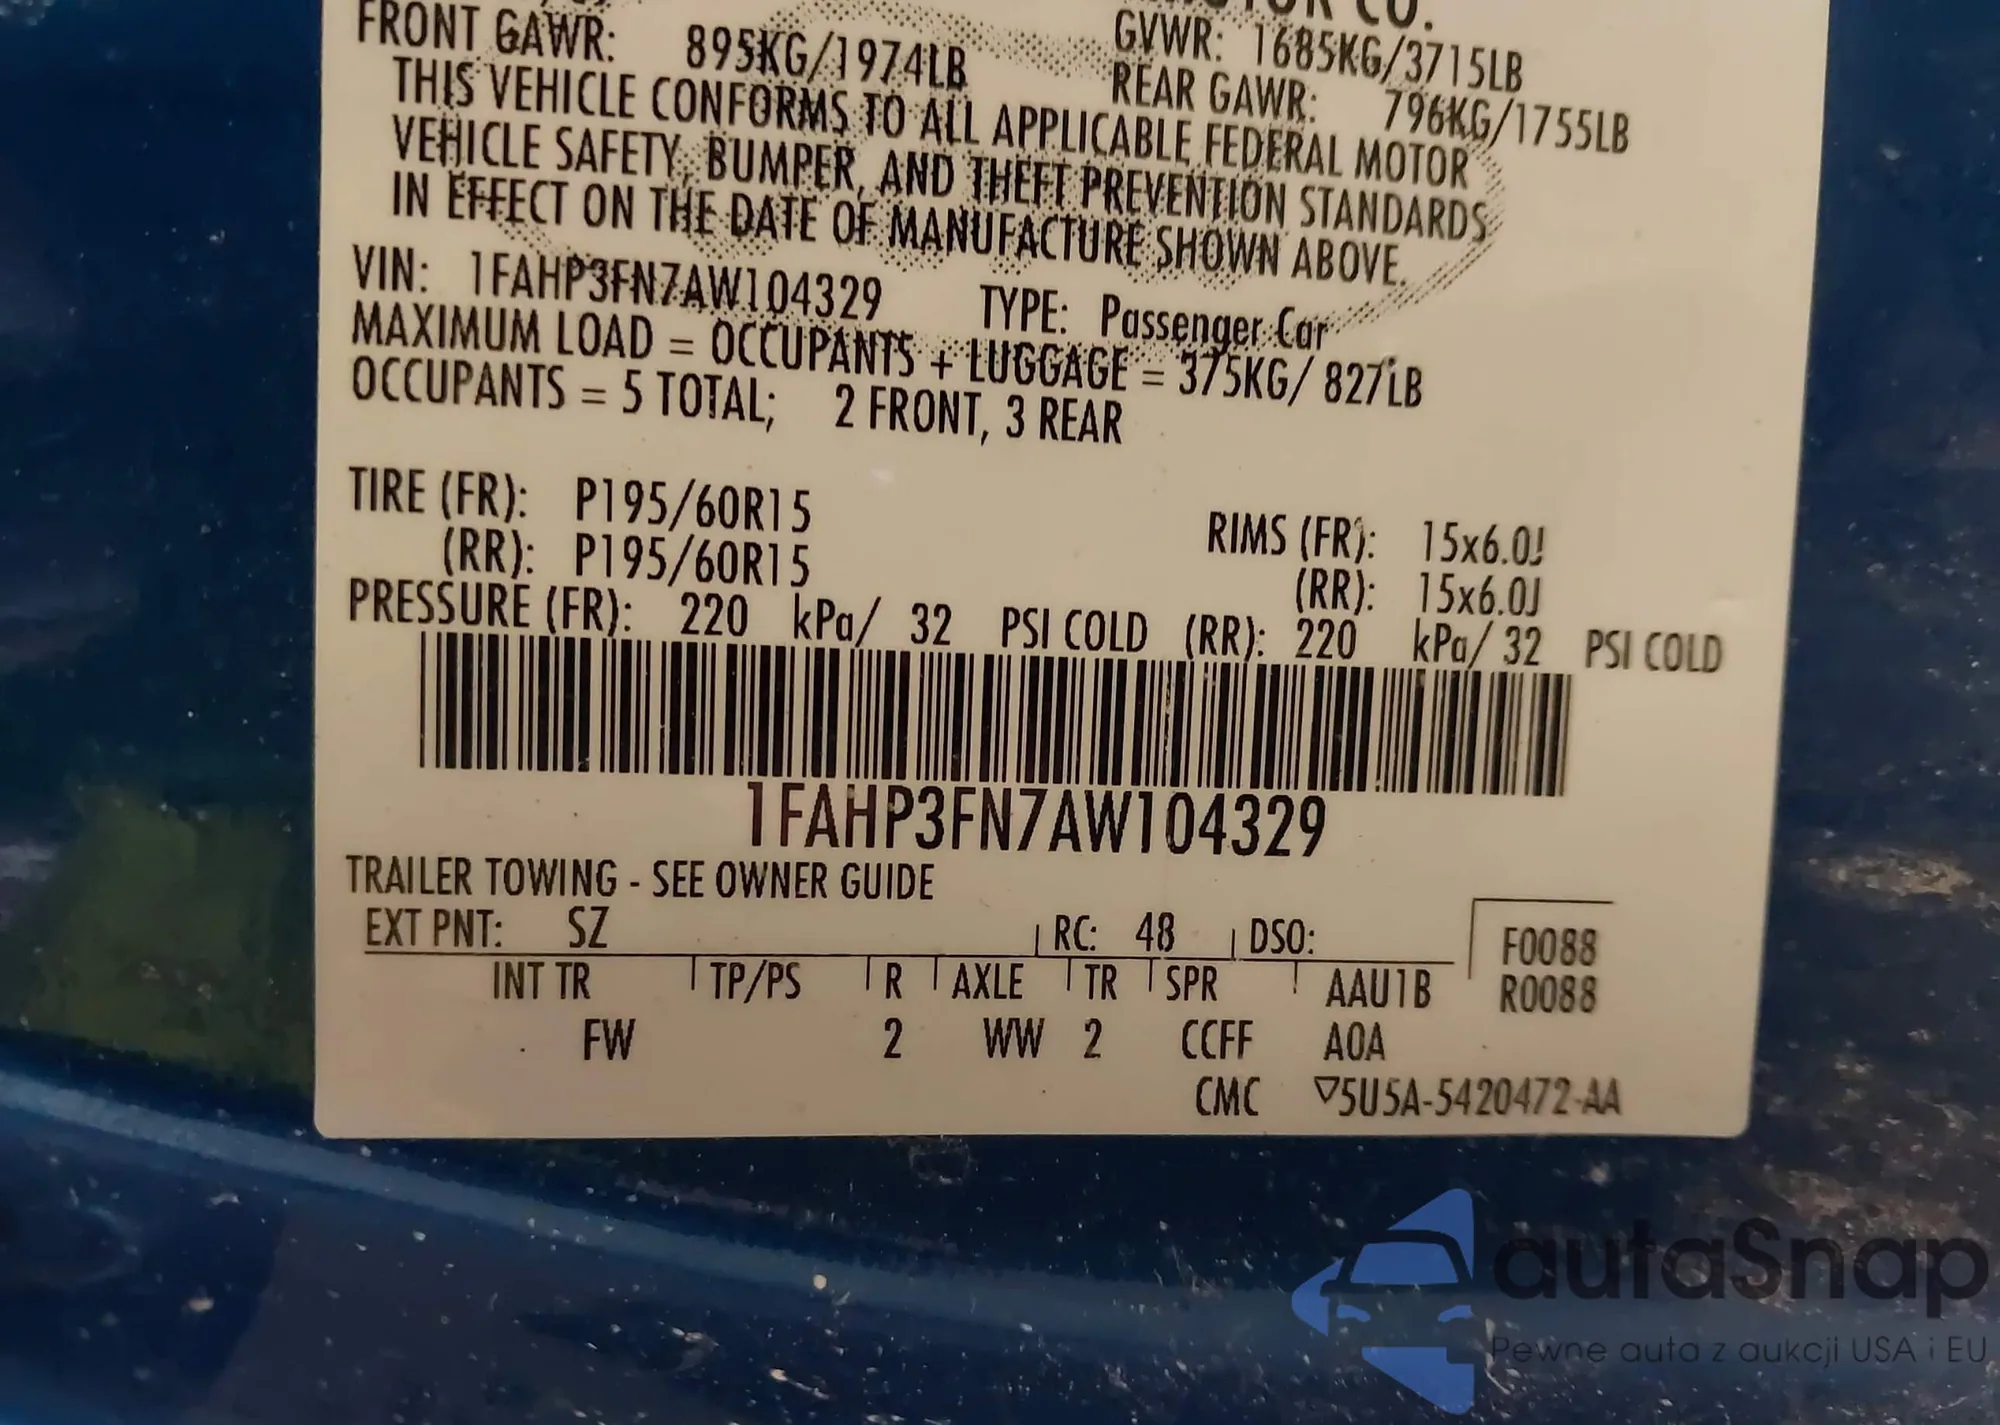 MOTOR CO.
FRONT GAWR: 895KG/1974LB GVWR: 1685KG/3715LB
REAR GAWR: 796KG/1755LB
THIS VEHICLE CONFORMS TO ALL APPLICABLE FEDERAL MOTOR
VEHICLE SAFETY, BUMPER, AND THEFT PREVENTION STANDARDS
IN EFFECT ON THE DATE OF MANUFACTURE SHOWN ABOVE.
VIN: 1FAHP3FN7AW104329 TYPE: Passenger Car
MAXIMUM LOAD = OCCUPANTS + LUGGAGE = 375KG/ 827LB
OCCUPANTS = 5 TOTAL; 2 FRONT, 3 REAR
TIRE (FR): P195/60R15 RIMS (FR): 15x6.0J
(RR): P195/60R15 (RR): 15x6.0J
PRESSURE (FR): 220 kPa/ 32 PSI COLD (RR): 220 kPa/ 32 PSI COLD
1FAHP3FN7AW104329
TRAILER TOWING - SEE OWNER GUIDE
EXT PNT: SZ RC: 48 DSO: F0088
INT TR TP/PS R AXLE TR SPR AAU1B R0088
FW 2 WW 2 CCFF AOA
CMC ▽5U5A-5420472-AA
autaSnap
Pewne auta z aukcji USA i EU